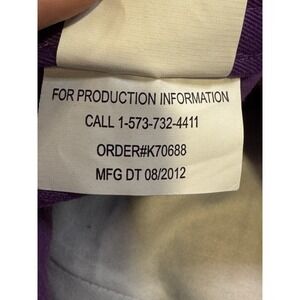 FOR PRODUCTION INFORMATION
CALL 1-573-732-4411
ORDER#K70688
MFG DT 08/2012